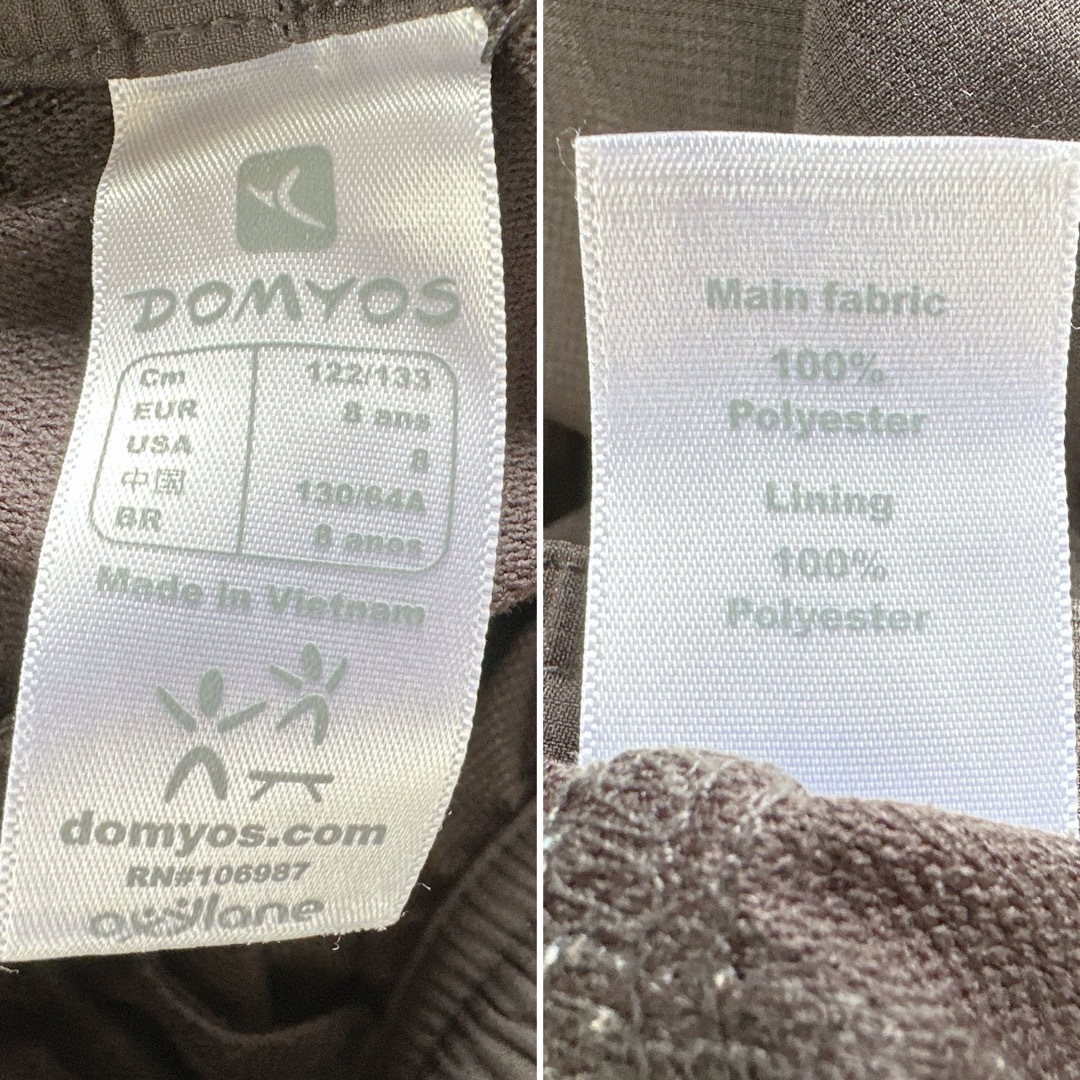 DOMYOS
Cm 122/133
EUR 8 ans
USA 8
中国 130/64A
BR 8 anos
Made in Vietnam
domyos.com
RN#106987
oxylane
Main fabric
100%
Polyester
Lining
100%
Polyester